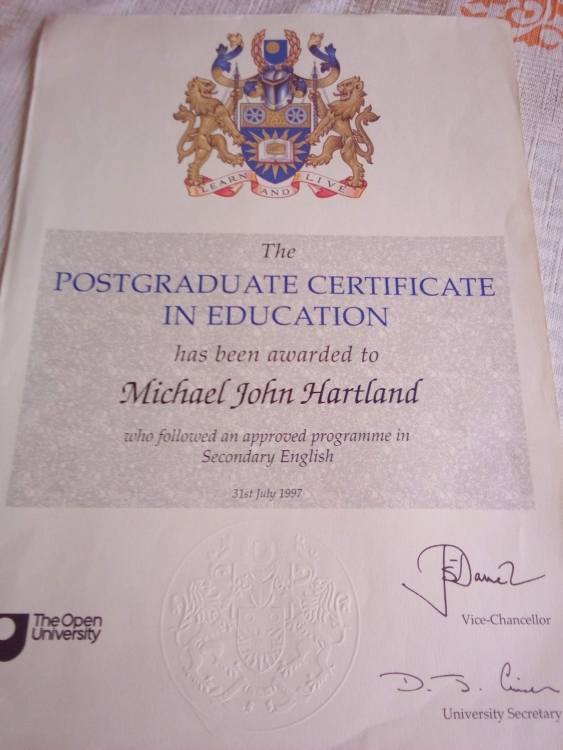 LEARN AND LIVE
The
POSTGRADUATE CERTIFICATE
IN EDUCATION
has been awarded to
Michael John Hartland
who followed an approved programme in
Secondary English
31st July 1997
The Open
University
Vice-Chancellor
D. J.
University Secretary